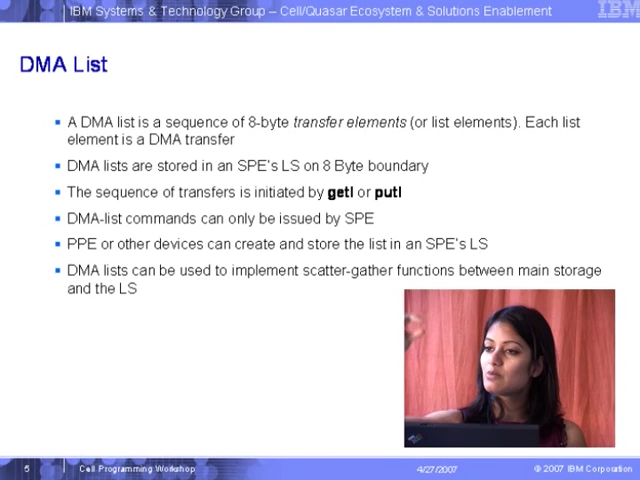 IBM Systems & Technology Group – Cell/Quasar Ecosystem & Solutions Enablement
IBM
DMA List
A DMA list is a sequence of 8-byte transfer elements (or list elements). Each list
element is a DMA transfer
DMA lists are stored in an SPE's LS on 8 Byte boundary
The sequence of transfers is initiated by getl or putl
DMA-list commands can only be issued by SPE
PPE or other devices can create and store the list in an SPE's LS
DMA lists can be used to implement scatter-gather functions between main storage
and the LS
5 Cell Programming Workshop 4/27/2007 © 2007 IBM Corporation